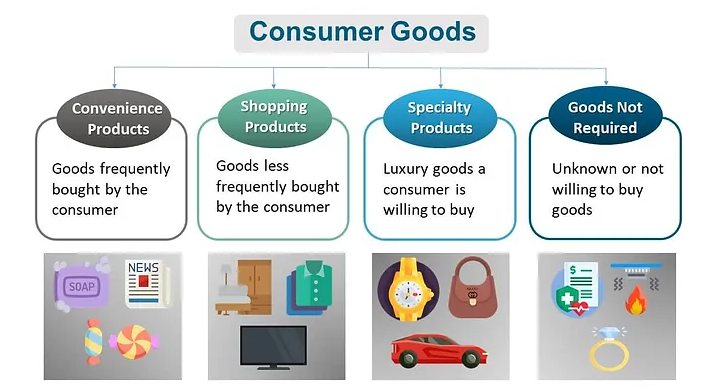 Consumer Goods
Convenience
Products
Shopping
Products
Specialty
Products
Goods Not
Required
Goods frequently
bought by the
consumer
Goods less
frequently bought
by the consumer
Luxury goods a
consumer is
willing to buy
Unknown or not
willing to buy
goods
SOAP
NEWS
$